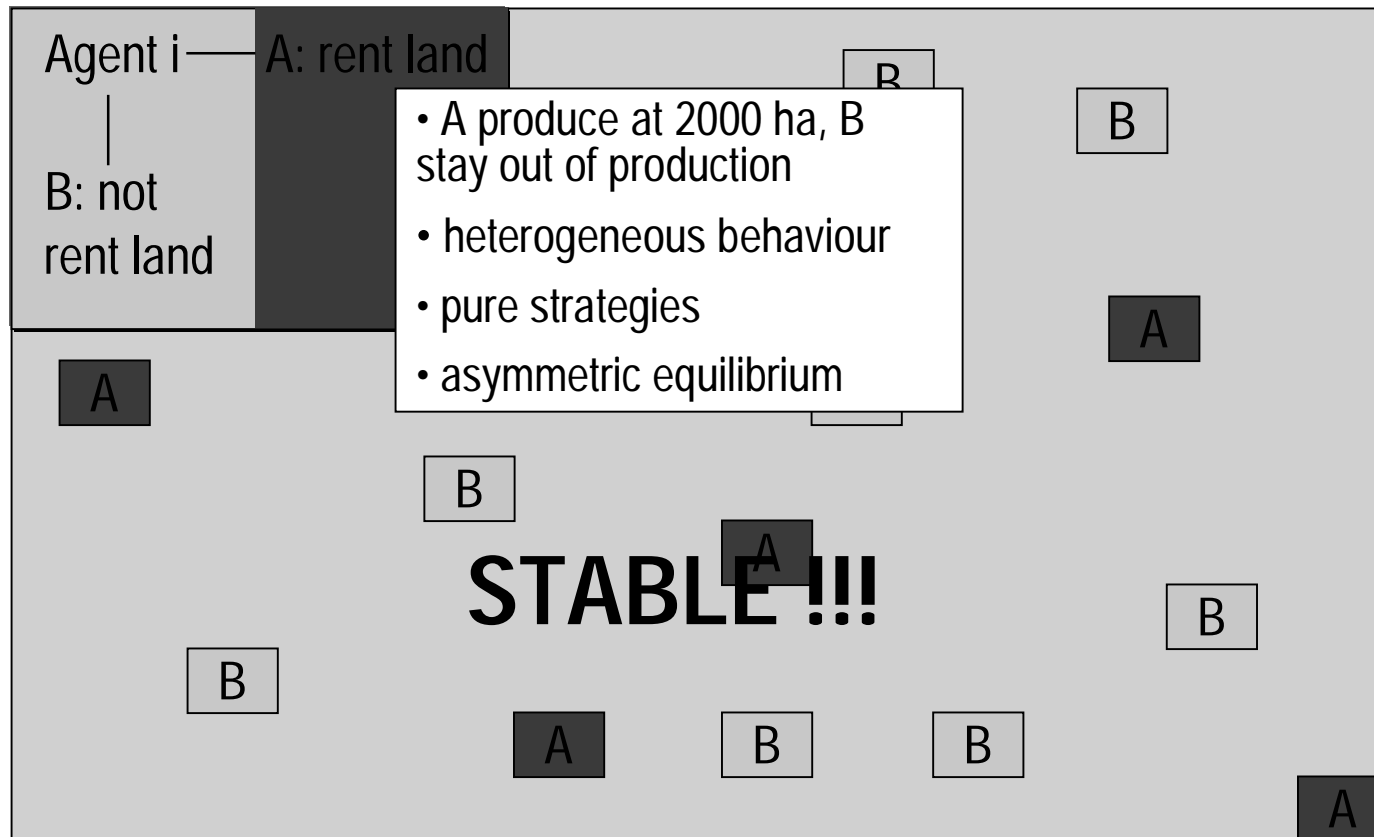 Agent i
A: rent land
B: not
rent land
B
B
• A produce at 2000 ha, B
stay out of production
• heterogeneous behaviour
• pure strategies
• asymmetric equilibrium
A
A
B
A
STABLE !!!
B
B
A
B
B
A